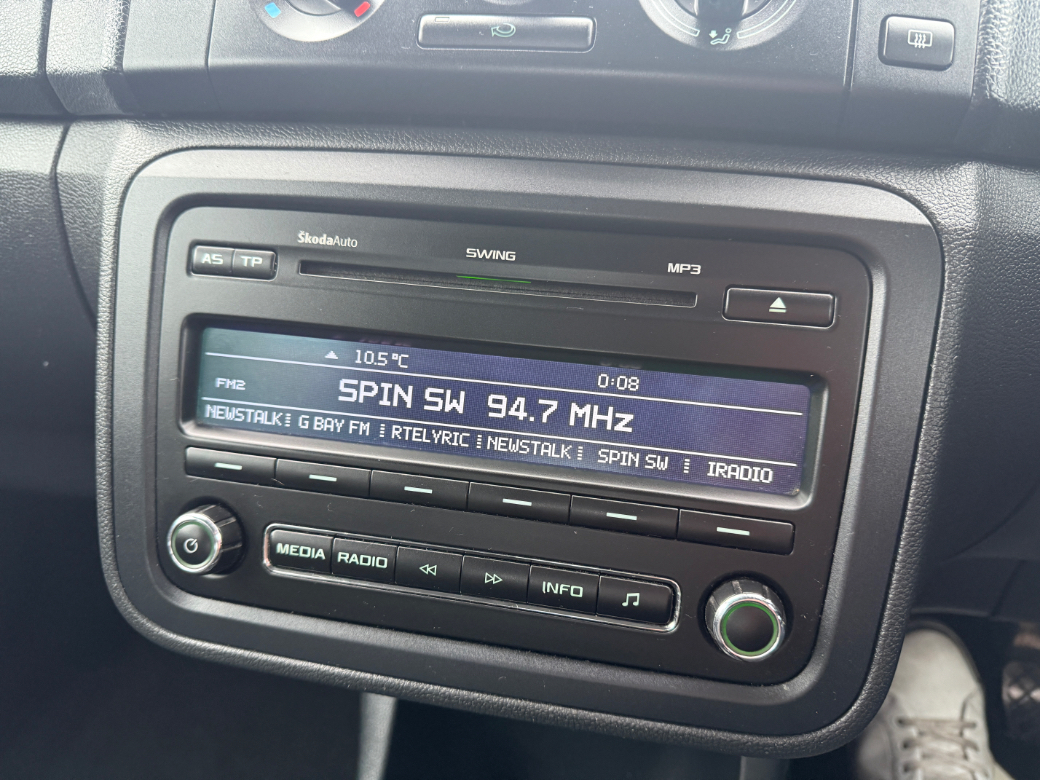 ŠkodaAuto
SWING
MP3
AS TP
10.5 °C
0:08
FM2
SPIN SW 94.7 MHz
NEWSTALK G BAY FM RTELYRIC NEWSTALK SPIN SW IRADIO
MEDIA RADIO INFO